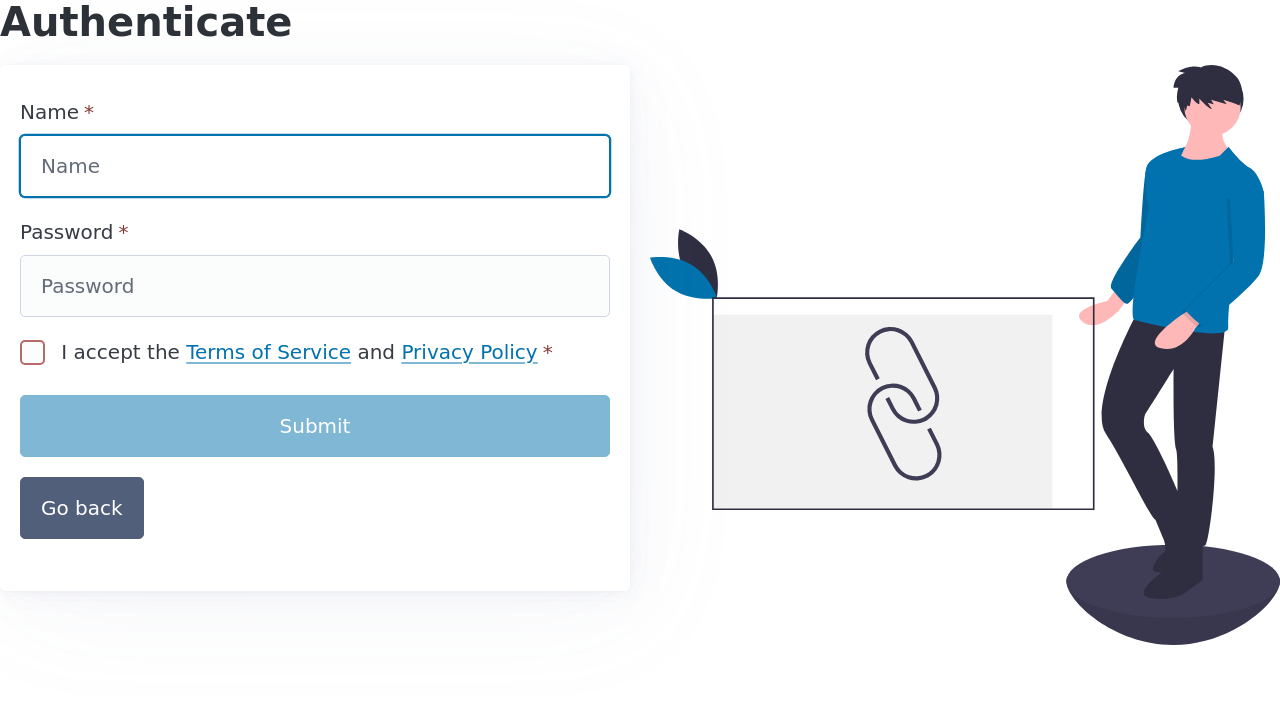 Authenticate
Name *
Name
Password *
Password
I accept the Terms of Service and Privacy Policy *
Submit
Go back